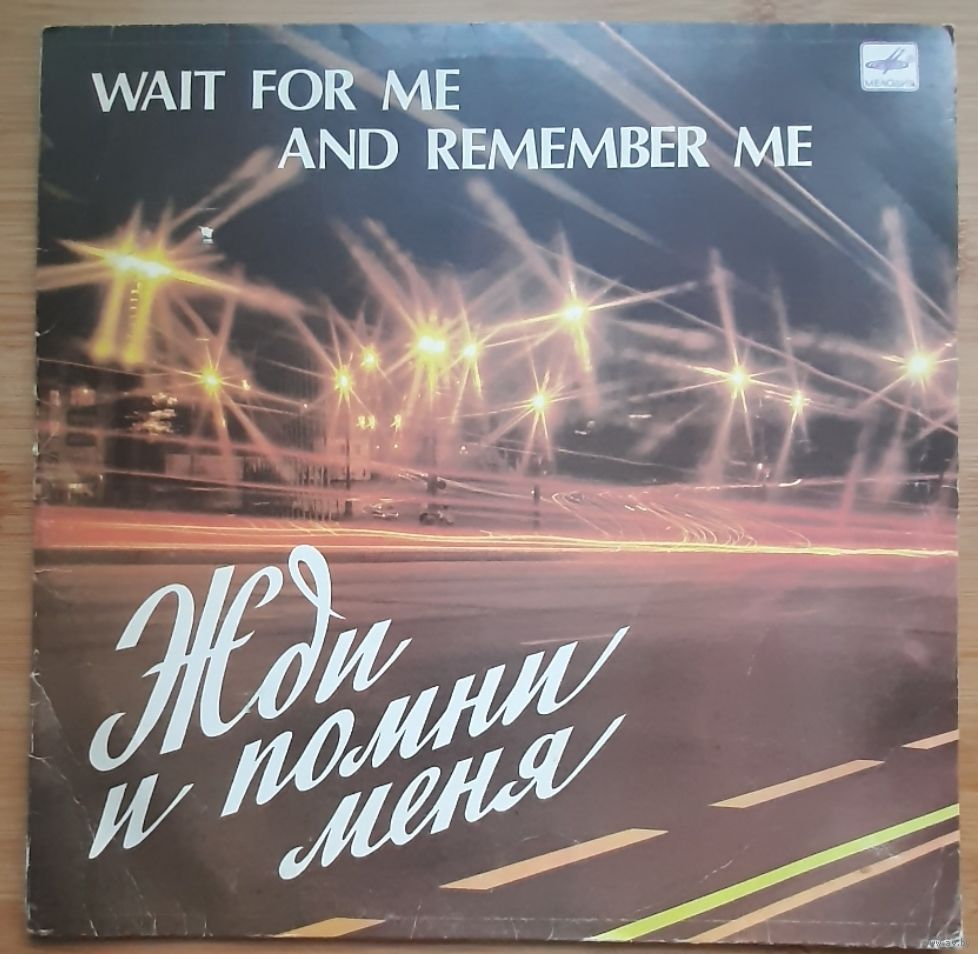 WAIT FOR ME
AND REMEMBER ME
МЕЛОДИЯ
Жди
и помни
меня